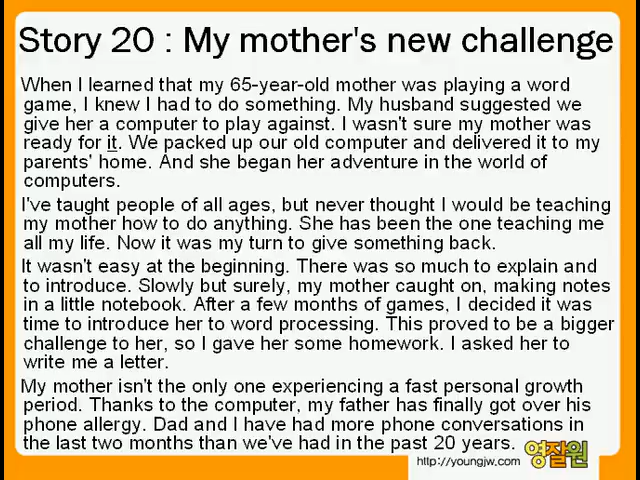 Story 20 : My mother's new challenge
When I learned that my 65-year-old mother was playing a word
game, I knew I had to do something. My husband suggested we
give her a computer to play against. I wasn't sure my mother was
ready for it. We packed up our old computer and delivered it to my
parents' home. And she began her adventure in the world of
computers.
I've taught people of all ages, but never thought I would be teaching
my mother how to do anything. She has been the one teaching me
all my life. Now it was my turn to give something back.
It wasn't easy at the beginning. There was so much to explain and
to introduce. Slowly but surely, my mother caught on, making notes
in a little notebook. After a few months of games, I decided it was
time to introduce her to word processing. This proved to be a bigger
challenge to her, so I gave her some homework. I asked her to
write me a letter.
My mother isn't the only one experiencing a fast personal growth
period. Thanks to the computer, my father has finally got over his
phone allergy. Dad and I have had more phone conversations in
the last two months than we've had in the past 20 years.
http://youngjw.com 영잘원